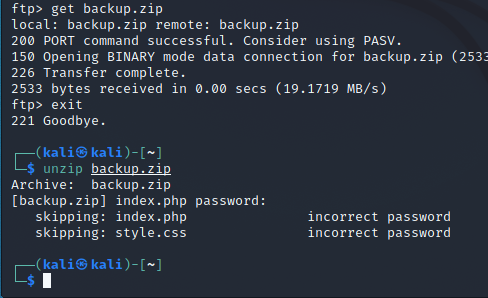 ftp> get backup.zip
local: backup.zip remote: backup.zip
200 PORT command successful. Consider using PASV.
150 Opening BINARY mode data connection for backup.zip (2533
226 Transfer complete.
2533 bytes received in 0.00 secs (19.1719 MB/s)
ftp> exit
221 Goodbye.
┌──(kali㉿kali)-[~]
└─$ unzip backup.zip
Archive:  backup.zip
[backup.zip] index.php password:
   skipping: index.php               incorrect password
   skipping: style.css               incorrect password
┌──(kali㉿kali)-[~]
└─$